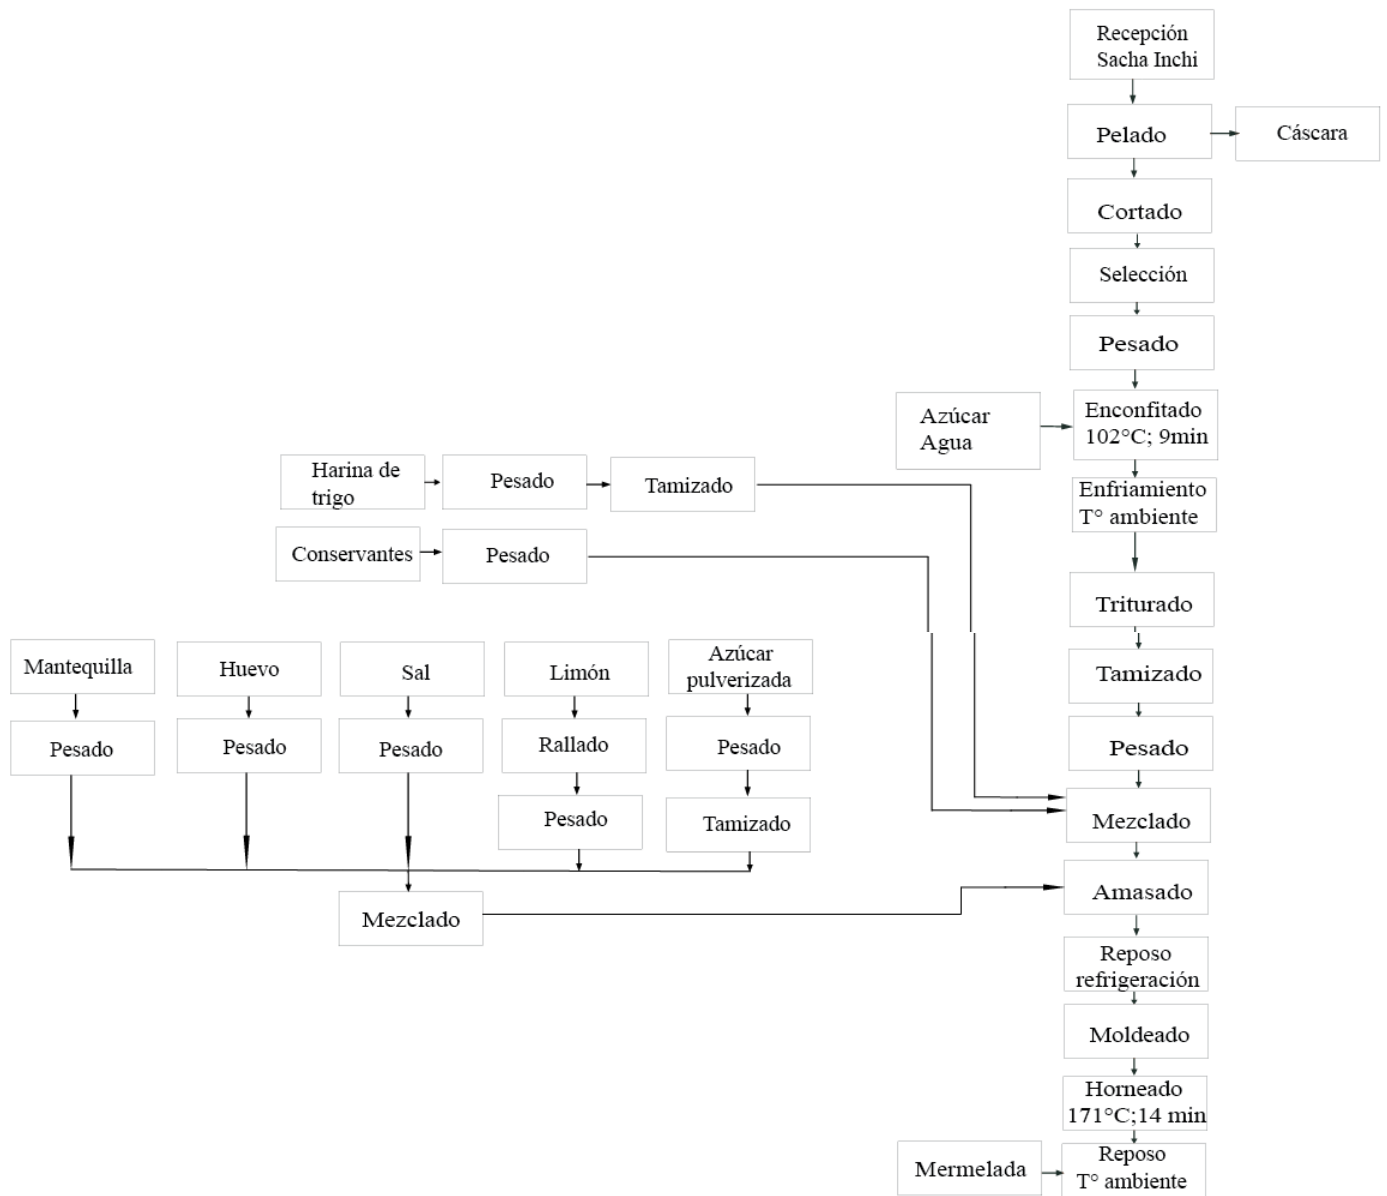 Recepción
Sacha Inchi
Pelado
Cáscara
Cortado
Selección
Pesado
Azúcar
Agua
Enconfitado
102°C; 9min
Harina de
trigo
Pesado
Tamizado
Enfriamiento
T° ambiente
Conservantes
Pesado
Triturado
Mantequilla
Huevo
Sal
Limón
Azúcar
pulverizada
Tamizado
Pesado
Pesado
Pesado
Rallado
Pesado
Pesado
Pesado
Tamizado
Mezclado
Mezclado
Amasado
Reposo
refrigeración
Moldeado
Horneado
171°C;14 min
Mermelada
Reposo
T° ambiente